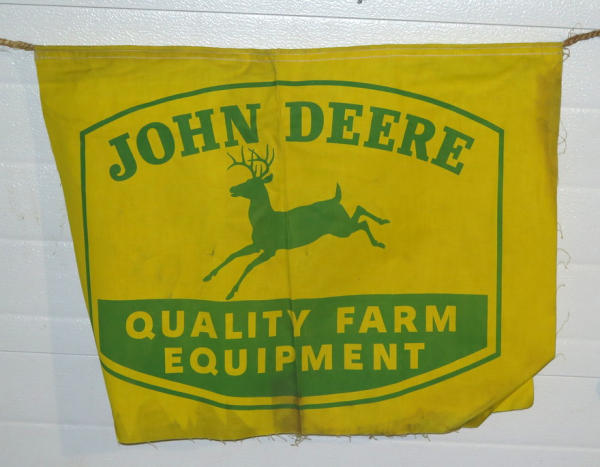 JOHN DEERE
QUALITY FARM
EQUIPMENT